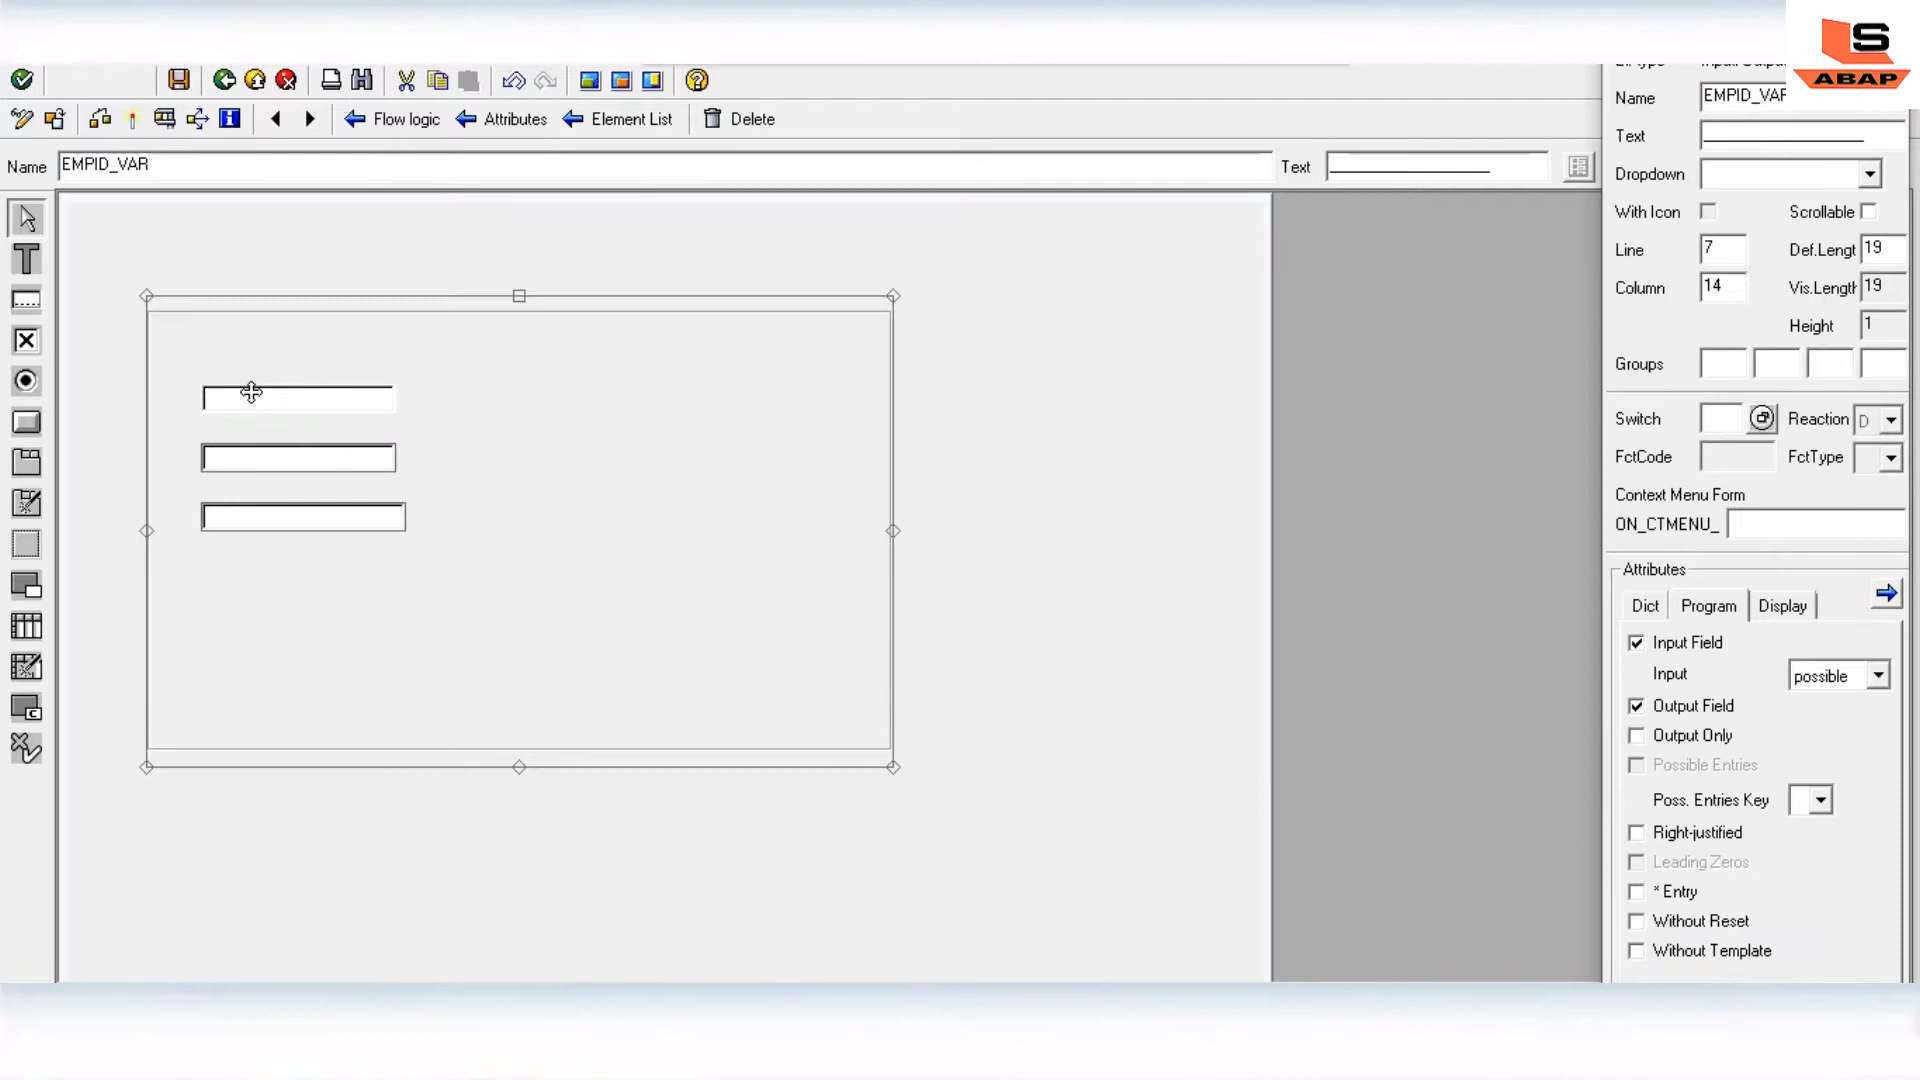 S
ABAP
Name EMPID_VAR
Text
Flow logic Attributes Element List Delete
Name EMPID_VAR Text
Dropdown
With Icon Scrollable
Line 7 Def.Lengt 19
Column 14 Vis.Length 19
Height 1
Groups
Switch Reaction D
FctCode FctType
Context Menu Form
ON_CTMENU_
Attributes
Dict Program Display
Input Field
Input possible
Output Field
Output Only
Possible Entries
Poss. Entries Key
Right-justified
Leading Zeros
* Entry
Without Reset
Without Template